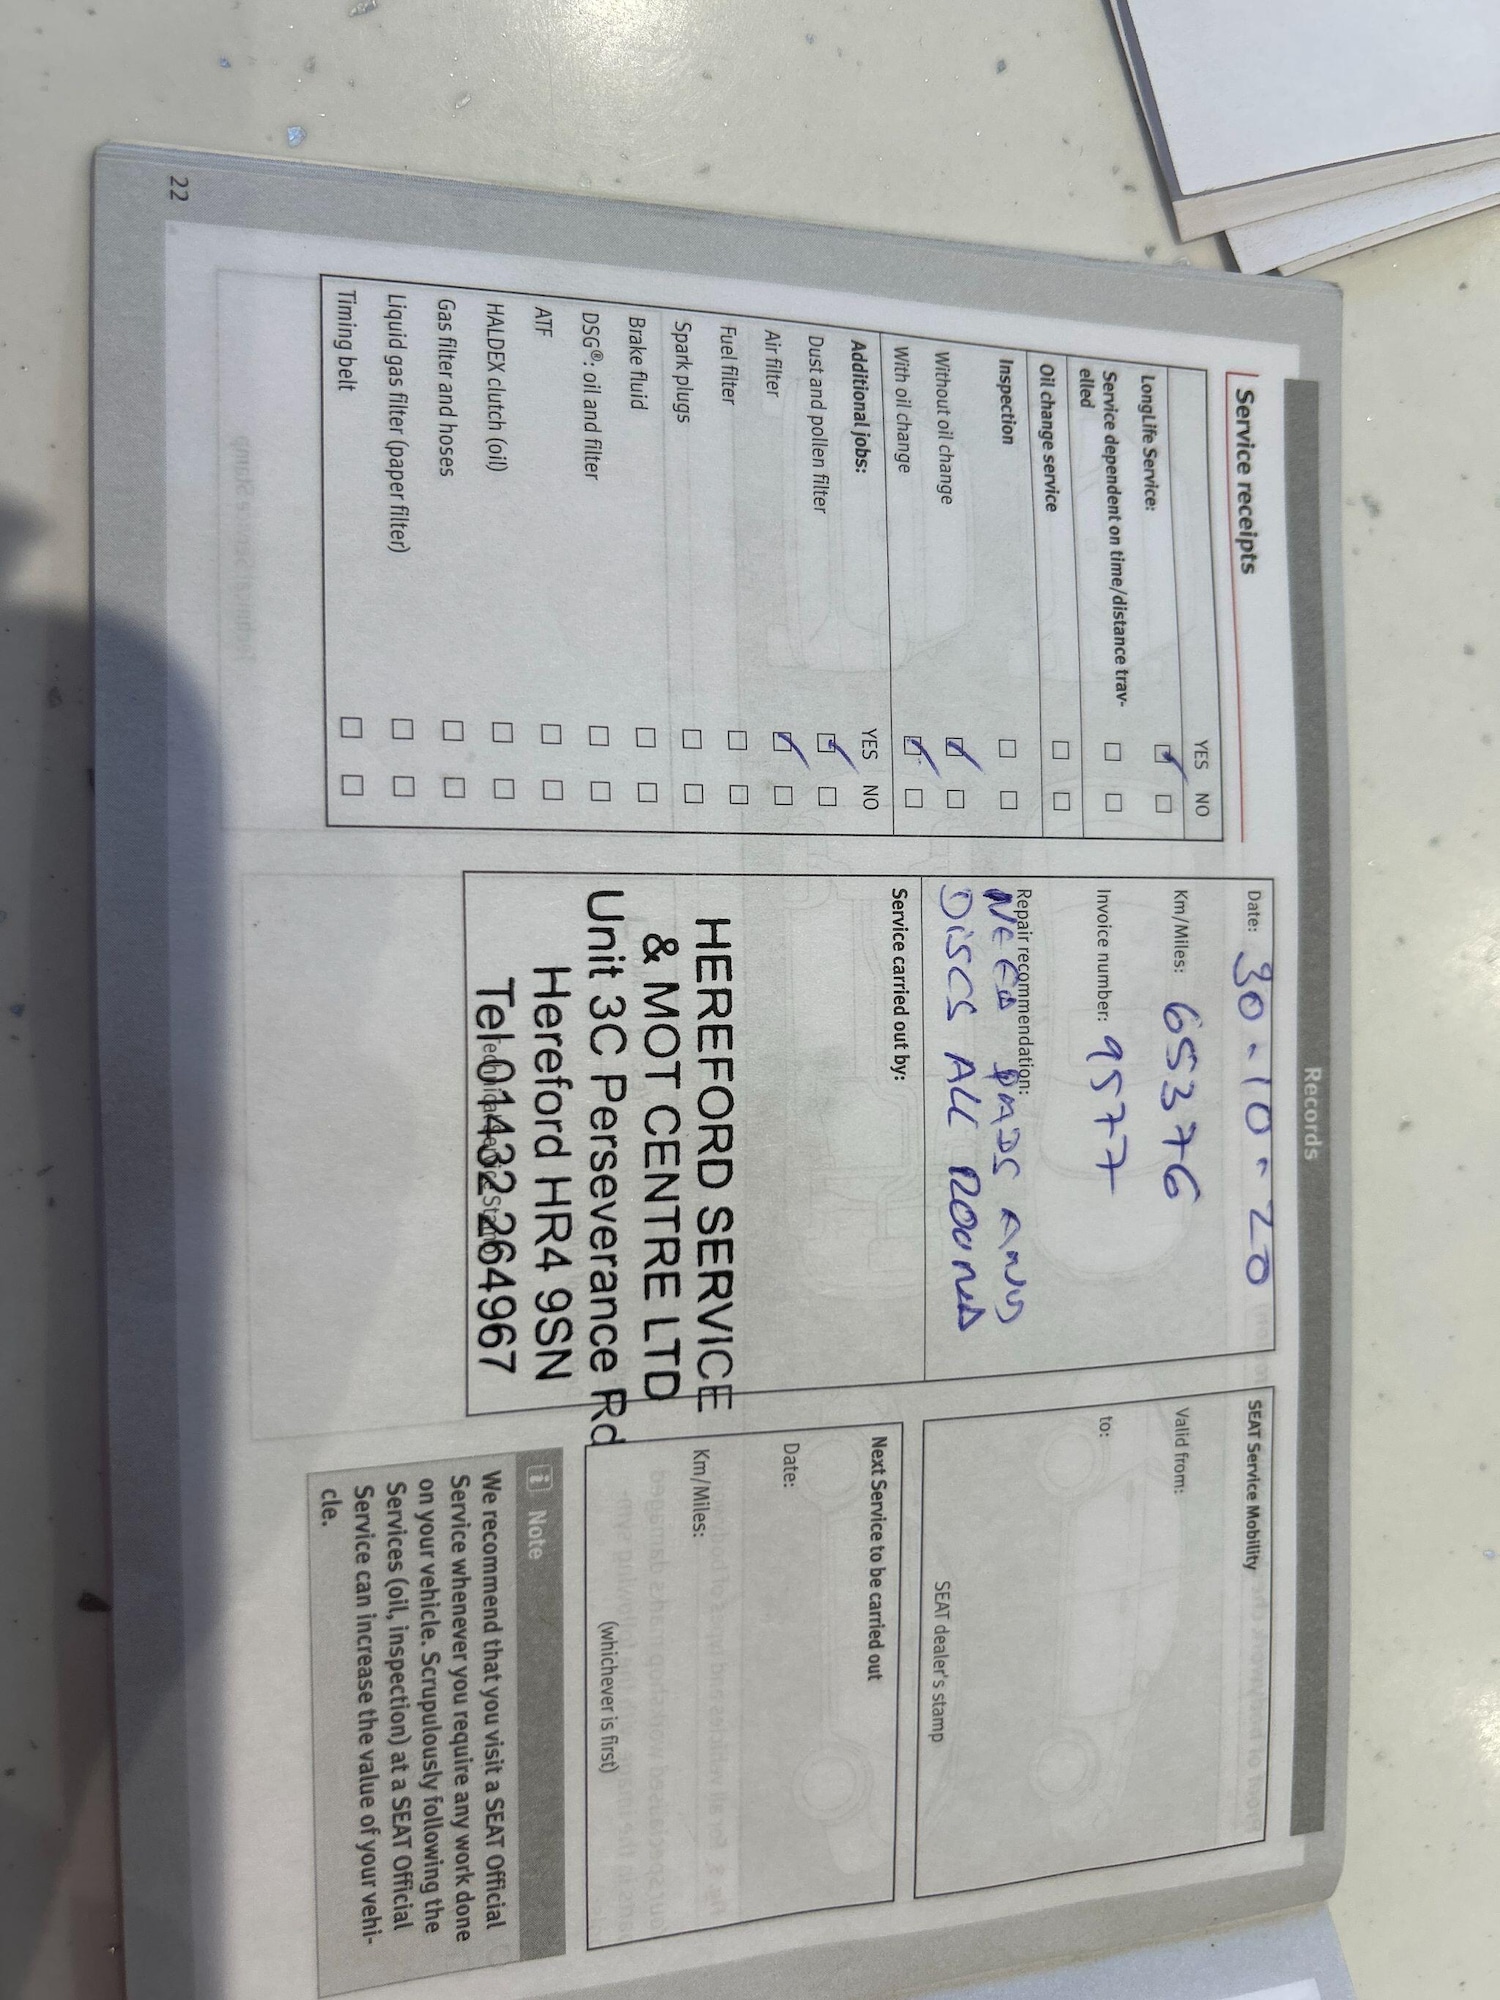 Records
Service receipts
YES NO
LongLife Service: ☑ ☐
Service dependent on time/distance trav-
elled ☐ ☐
Oil change service ☐ ☐
Inspection ☐ ☐
Without oil change ☑ ☐
With oil change ☑ ☐
Additional jobs: YES NO
Dust and pollen filter ☑ ☐
Air filter ☑ ☐
Fuel filter ☐ ☐
Spark plugs ☐ ☐
Brake fluid ☐ ☐
DSG®: oil and filter ☐ ☐
ATF ☐ ☐
HALDEX clutch (oil) ☐ ☐
Gas filter and hoses ☐ ☐
Liquid gas filter (paper filter) ☐ ☐
Timing belt ☐ ☐
Date: 30-10-20
Km/Miles: 65376
Invoice number: 9577
Repair recommendation:
NEED PADS AND
DISCS ALL ROUND
Service carried out by:
HEREFORD SERVICE
& MOT CENTRE LTD
Unit 3C Perseverance Rd
Hereford HR4 9SN
Tel 01432 264967
SEAT Service Mobility
Valid from:
to:
SEAT dealer's stamp
Next Service to be carried out
Date:
Km/Miles:
(whichever is first)
i Note
We recommend that you visit a SEAT Official
Service whenever you require any work done
on your vehicle. Scrupulously following the
Services (oil, inspection) at a SEAT Official
Service can increase the value of your vehi-
cle.
22